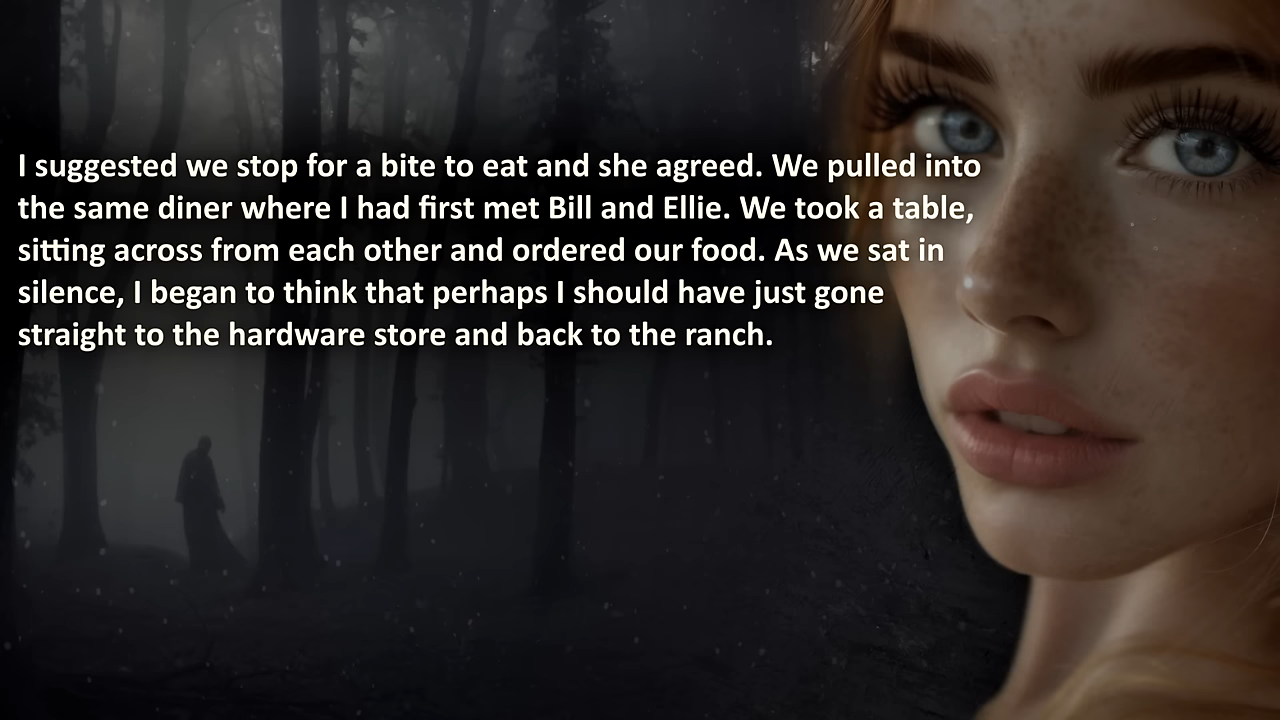 I suggested we stop for a bite to eat and she agreed. We pulled into
the same diner where I had first met Bill and Ellie. We took a table,
sitting across from each other and ordered our food. As we sat in
silence, I began to think that perhaps I should have just gone
straight to the hardware store and back to the ranch.